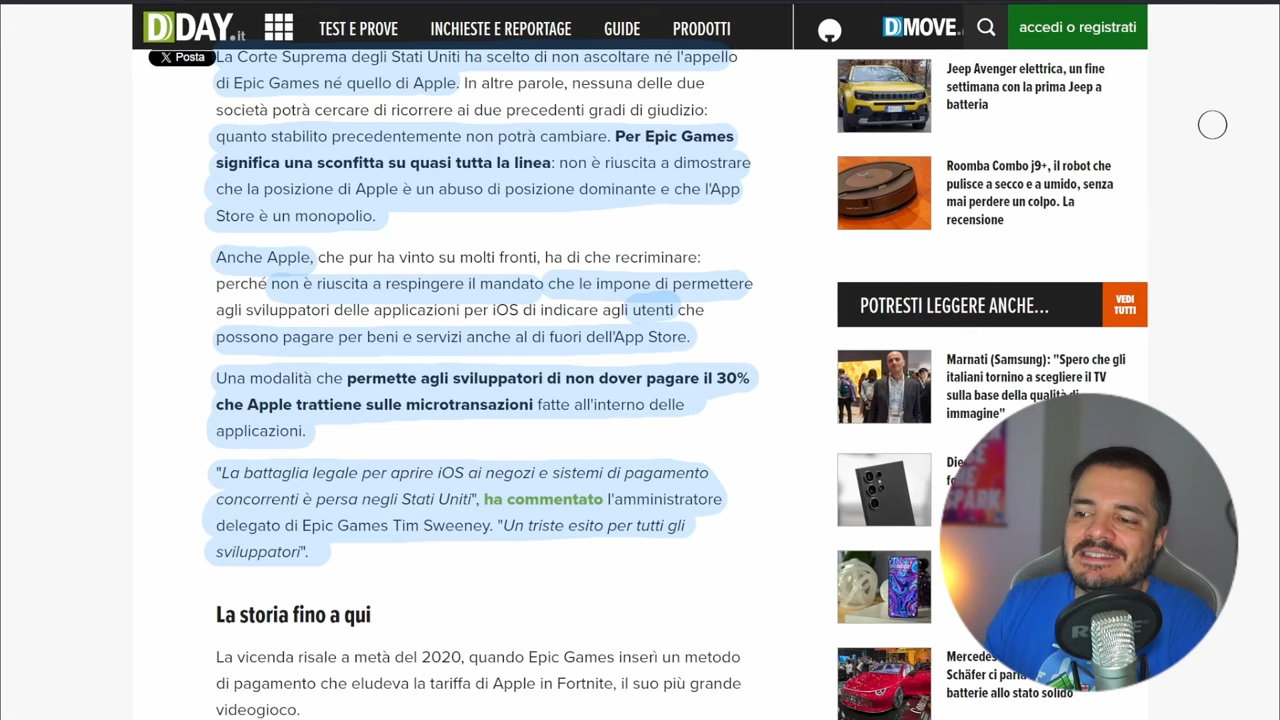 DDAY.it
TEST E PROVE
INCHIESTE E REPORTAGE
GUIDE
PRODOTTI
DMOVE.
accedi o registrati
X Posta
La Corte Suprema degli Stati Uniti ha scelto di non ascoltare né l'appello
di Epic Games né quello di Apple. In altre parole, nessuna delle due
società può cercare di ricorrere ai due precedenti gradi di giudizio:
quanto stabilito precedentemente non potrà cambiare. Per Epic Games
significa una sconfitta su quasi tutta la linea: non è riuscita a dimostrare
che la posizione di Apple è un abuso di posizione dominante e che l'App
Store è un monopolio.
Anche Apple, che pur ha vinto su molti fronti, ha di che recriminare:
perché non è riuscita a respingere il mandato che le impone di permettere
agli sviluppatori delle applicazioni per iOS di indicare agli utenti che
possono pagare per beni e servizi anche al di fuori dell'App Store.
Una modalità che permette agli sviluppatori di non dover pagare il 30%
che Apple trattiene sulle microtransazioni fatte all'interno delle
applicazioni.
"La battaglia legale per aprire iOS ai negozi e sistemi di pagamento
concorrenti è persa negli Stati Uniti", ha commentato l'amministratore
delegato di Epic Games Tim Sweeney. "Un triste esito per tutti gli
sviluppatori".
La storia fino a qui
La vicenda risale a metà del 2020, quando Epic Games inserì un metodo
di pagamento che eludeva la tariffa di Apple in Fortnite, il suo più grande
videogioco.
Jeep Avenger elettrica, un fine
settimana con la prima Jeep a
batteria
Roomba Combo j9+, il robot che
pulisce a secco e a umido, senza
mai perdere un colpo. La
recensione
POTRESTI LEGGERE ANCHE...
VEDI
TUTTI
Marnati (Samsung): "Spero che gli
italiani tornino a scegliere il TV
sulla base della qualità di
immagine"
Mercedes
Schäfer ci parla
batterie allo stato solido